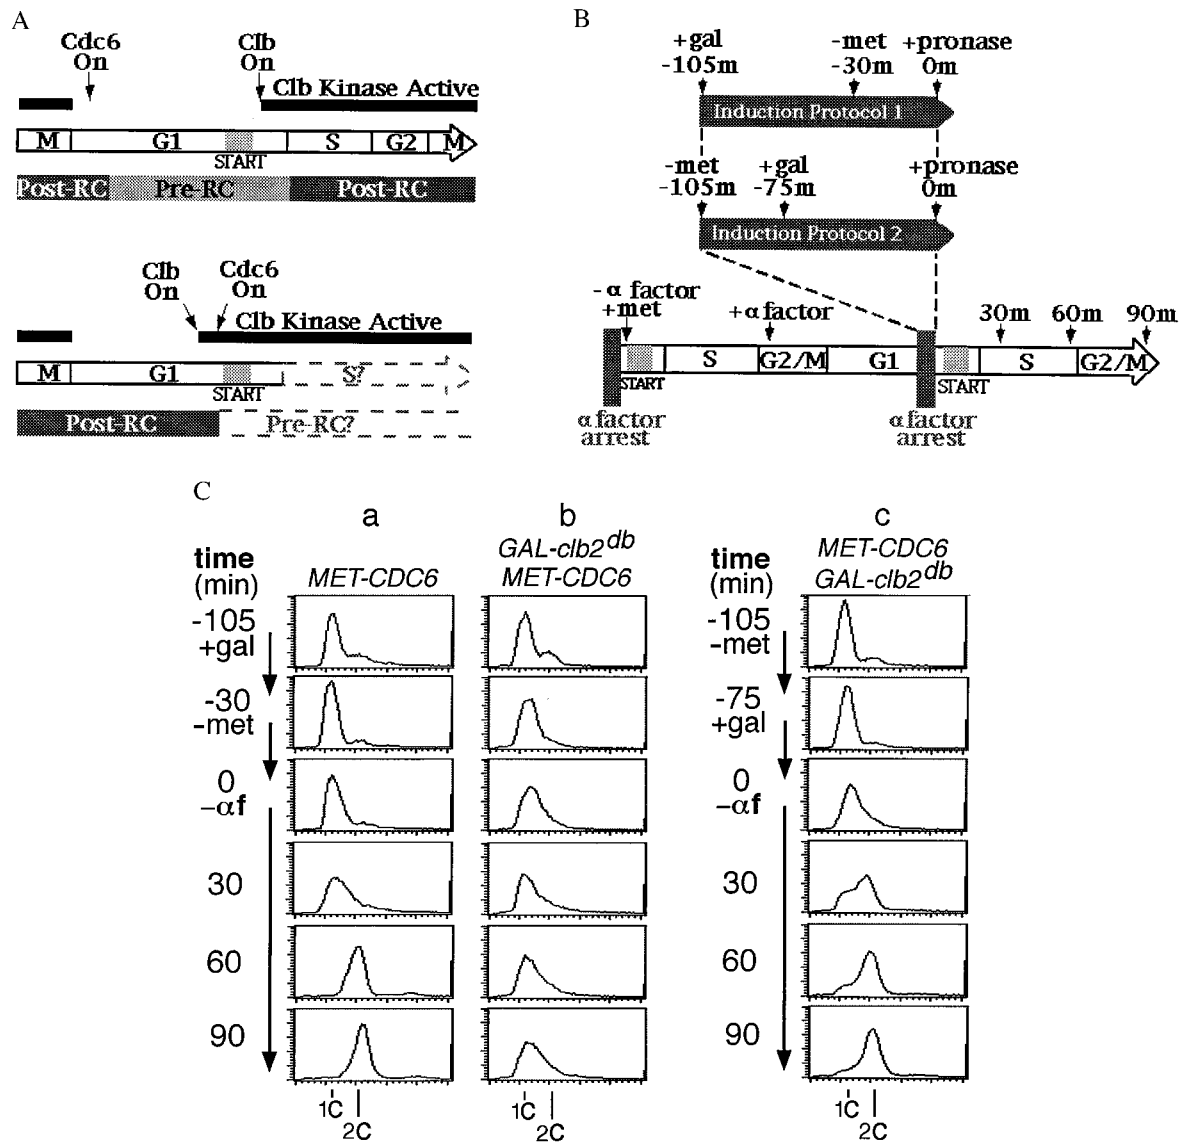 A
Cdc6
On
Clb
On
Clb Kinase Active
M G1 S G2 M
START
Post-RC Pre-RC Post-RC
Clb
On
Cdc6
On
Clb Kinase Active
M G1 S?
START
Post-RC Pre-RC?
B
+gal
-105m
-met
-30m
+pronase
0m
Induction Protocol 1
-met
-105m
+gal
-75m
+pronase
0m
Induction Protocol 2
- α factor
+met
+α factor
30m 60m 90m
S G2/M G1 S G2/M
START START
α factor
arrest
α factor
arrest
C
a
b
c
time
(min)
MET-CDC6
GAL-clb2db
MET-CDC6
time
(min)
MET-CDC6
GAL-clb2db
-105
+gal
-30
-met
0
-αf
30
60
90
-105
-met
-75
+gal
0
-αf
30
60
90
1C
2C
1C
2C
1C
2C